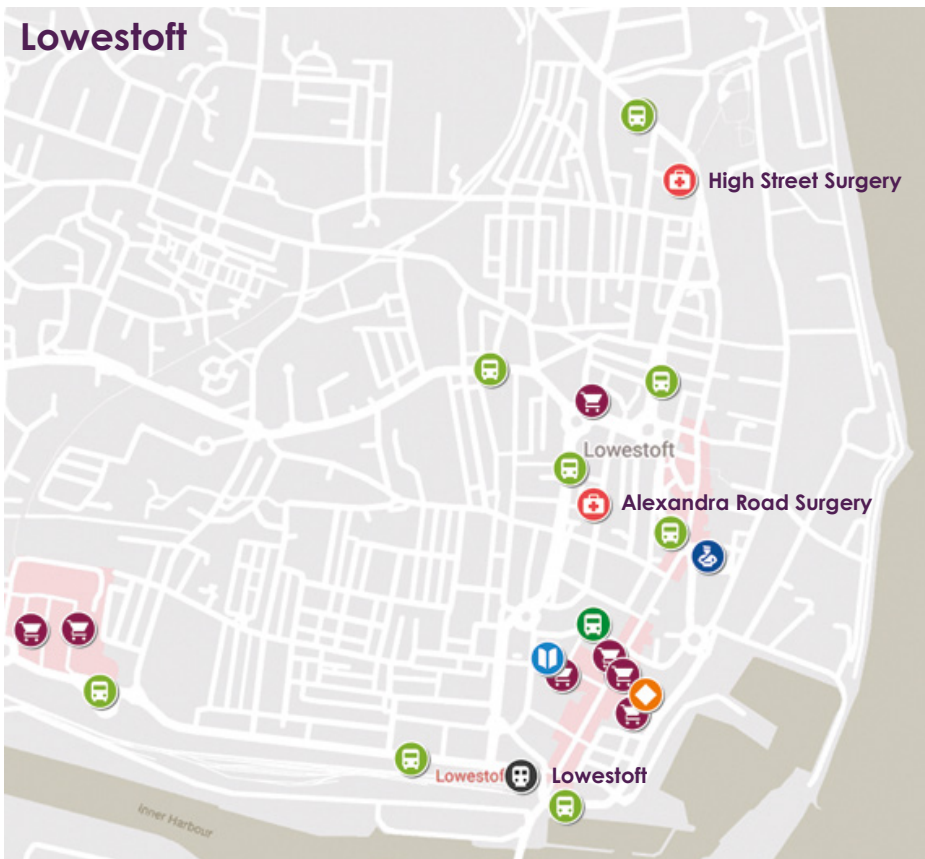 Lowestoft
High Street Surgery
Lowestoft
Alexandra Road Surgery
Lowestof
Lowestoft
Inner Harbour